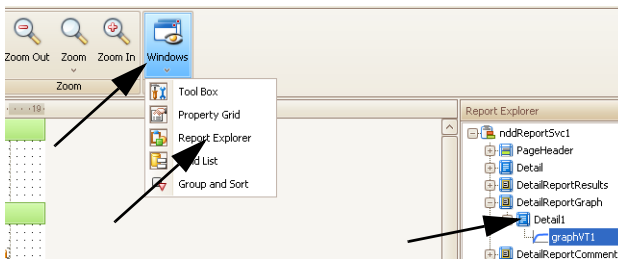 Zoom Out Zoom Zoom In Windows
Zoom
Tool Box
Property Grid
Report Explorer
List
Group and Sort
19
Report Explorer
nddReportSvc1
PageHeader
Detail
DetailReportResults
DetailReportGraph
Detail1
graphVT1
DetailReportComment